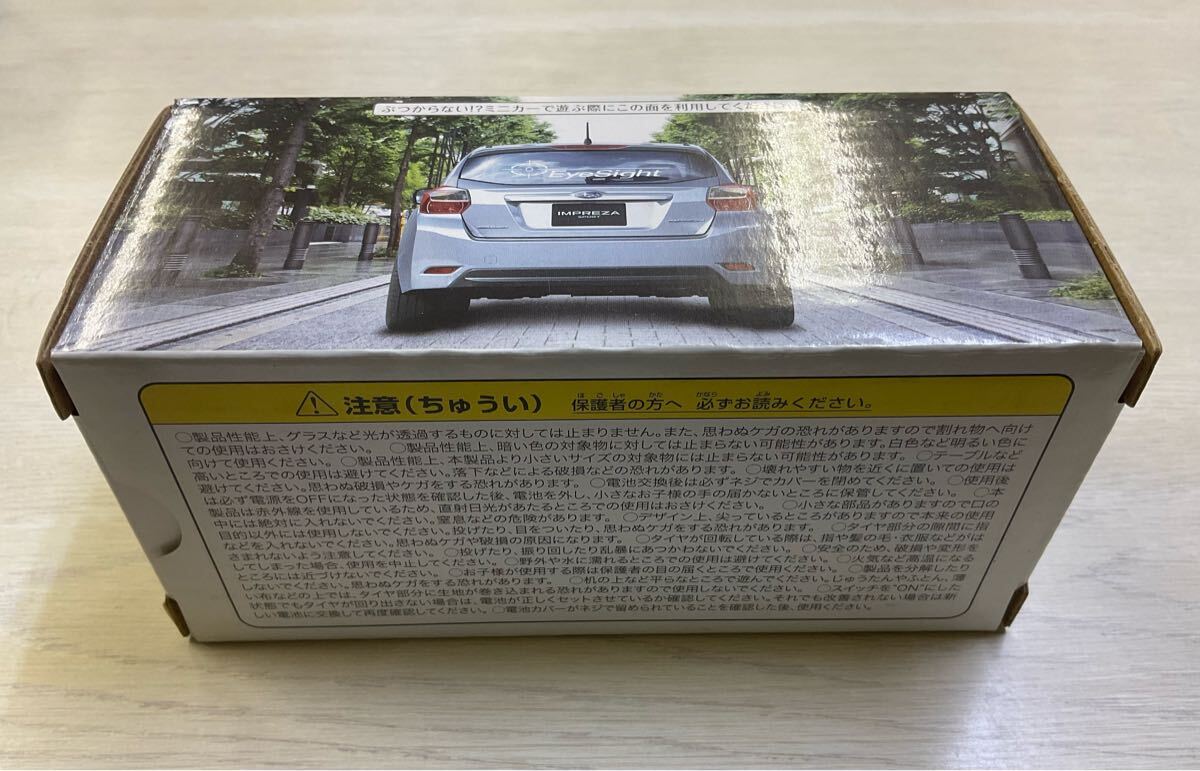 ぶつからない!?ミニカーで遊ぶ際にこの面を利用してください
EyeSight
IMPREZA
SPORT
注意(ちゅうい) 保護者の方へ 必ずお読みください。
○製品性能上、グラスなど光が透過するものに対しては止まりません。また、思わぬケガの恐れがありますので割れ物へ向け
ての使用はおさけください。 ○製品性能上、暗い色の対象物に対しては止まらない可能性があります。白色など明るい色に
向けて使用ください。 ○製品性能上、本製品より小さいサイズの対象物には止まらない可能性があります。 ○テーブルなど
高いところでの使用は避けてください。落下などによる破損などの恐れがあります。 ○壊れやすい物を近くに置いての使用は
避けてください。思わぬ破損やケガをする恐れがあります。 ○電池交換後は必ずネジでカバーを閉めてください。 ○使用後
は必ず電源をOFFになった状態を確認した後、電池を外し、小さなお子様の手の届かないところに保管してください。 ○本
製品は赤外線を使用しているため、直射日光があたるところでの使用はおさけください。 ○小さな部品がありますので口の
中には絶対に入れないでください。窒息などの危険があります。 ○デザイン上、尖っているところがありますので本来の使用
目的以外には使用しないでください。投げたり、目をついたり、思わぬケガをする恐れがあります。 ○タイヤ部分の隙間に指
などを入れないでください。思わぬケガや破損の原因になります。 ○タイヤが回転している際は、指や髪の毛・衣服などがは
さまれないよう注意してください。 ○投げたり、振り回したり乱暴にあつかわないでください。 ○安全のため、破損や変形をし
てしまった場合、使用を中止してください。 ○野外や水に濡れるところでの使用は避けてください。 ○火気など高温になる
ところには近づけないでください。 ○お子様が使用する際は保護者の目の届くところで使用ください。 ○製品を分解したり
しないでください。思わぬケガをする恐れがあります。 ○机の上など平らなところで遊んでください。じゅうたんやふとん、薄
い布などの上では、タイヤ部分に生地が巻き込まれる恐れがありますので使用しないでください。 ○スイッチを"ON"にした
状態でもタイヤが回り出さない場合は、電池が正しくセットさせているか確認してください。それでも改善されない場合は新
しい電池に交換して再度確認してください。 ○電池カバーがネジで留められていることを確認した後、使用ください。